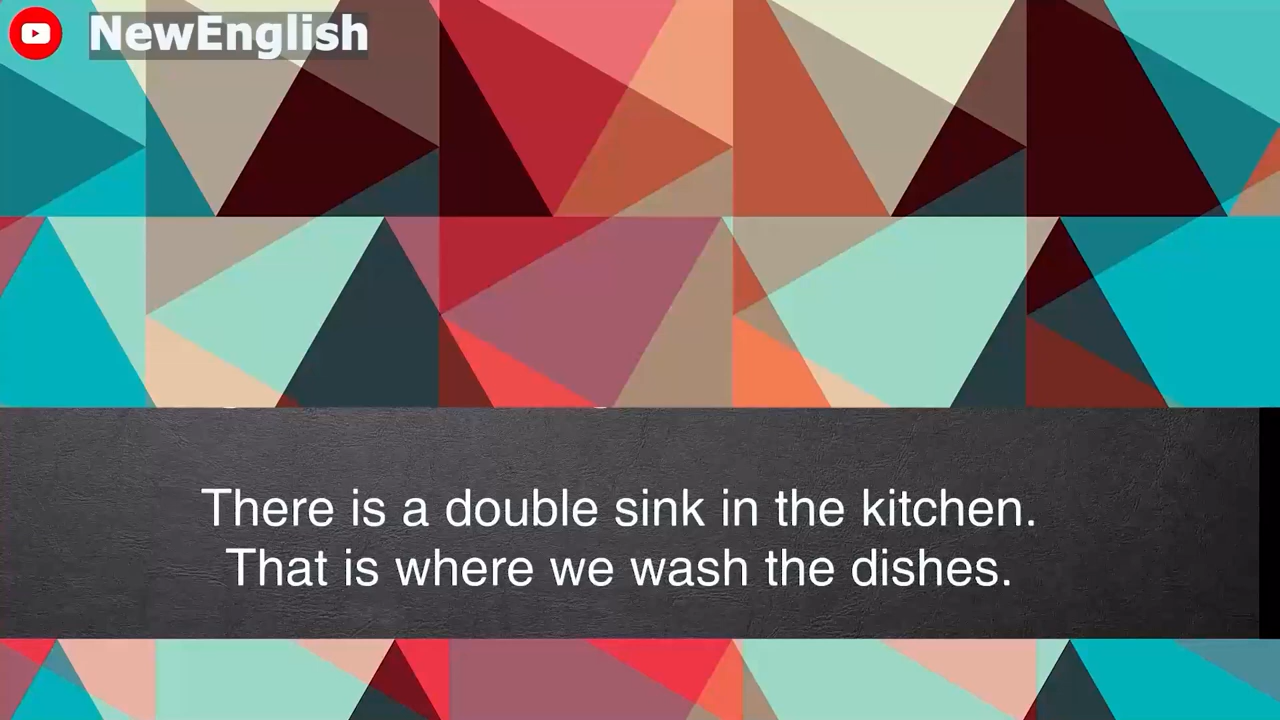 NewEnglish
There is a double sink in the kitchen.
That is where we wash the dishes.